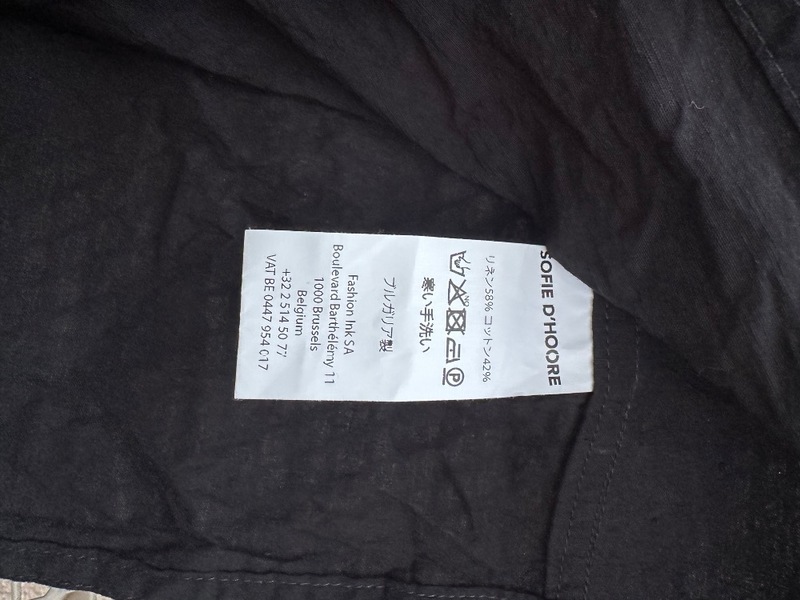 SOFIE D'HOORE
リネン58% コットン42%
寒い手洗い
ブルガリア製
Fashion Ink SA
Boulevard Barthélémy 11
1000 Brussels
Belgium
+32 2 514 50 77
VAT BE 0447 954 017